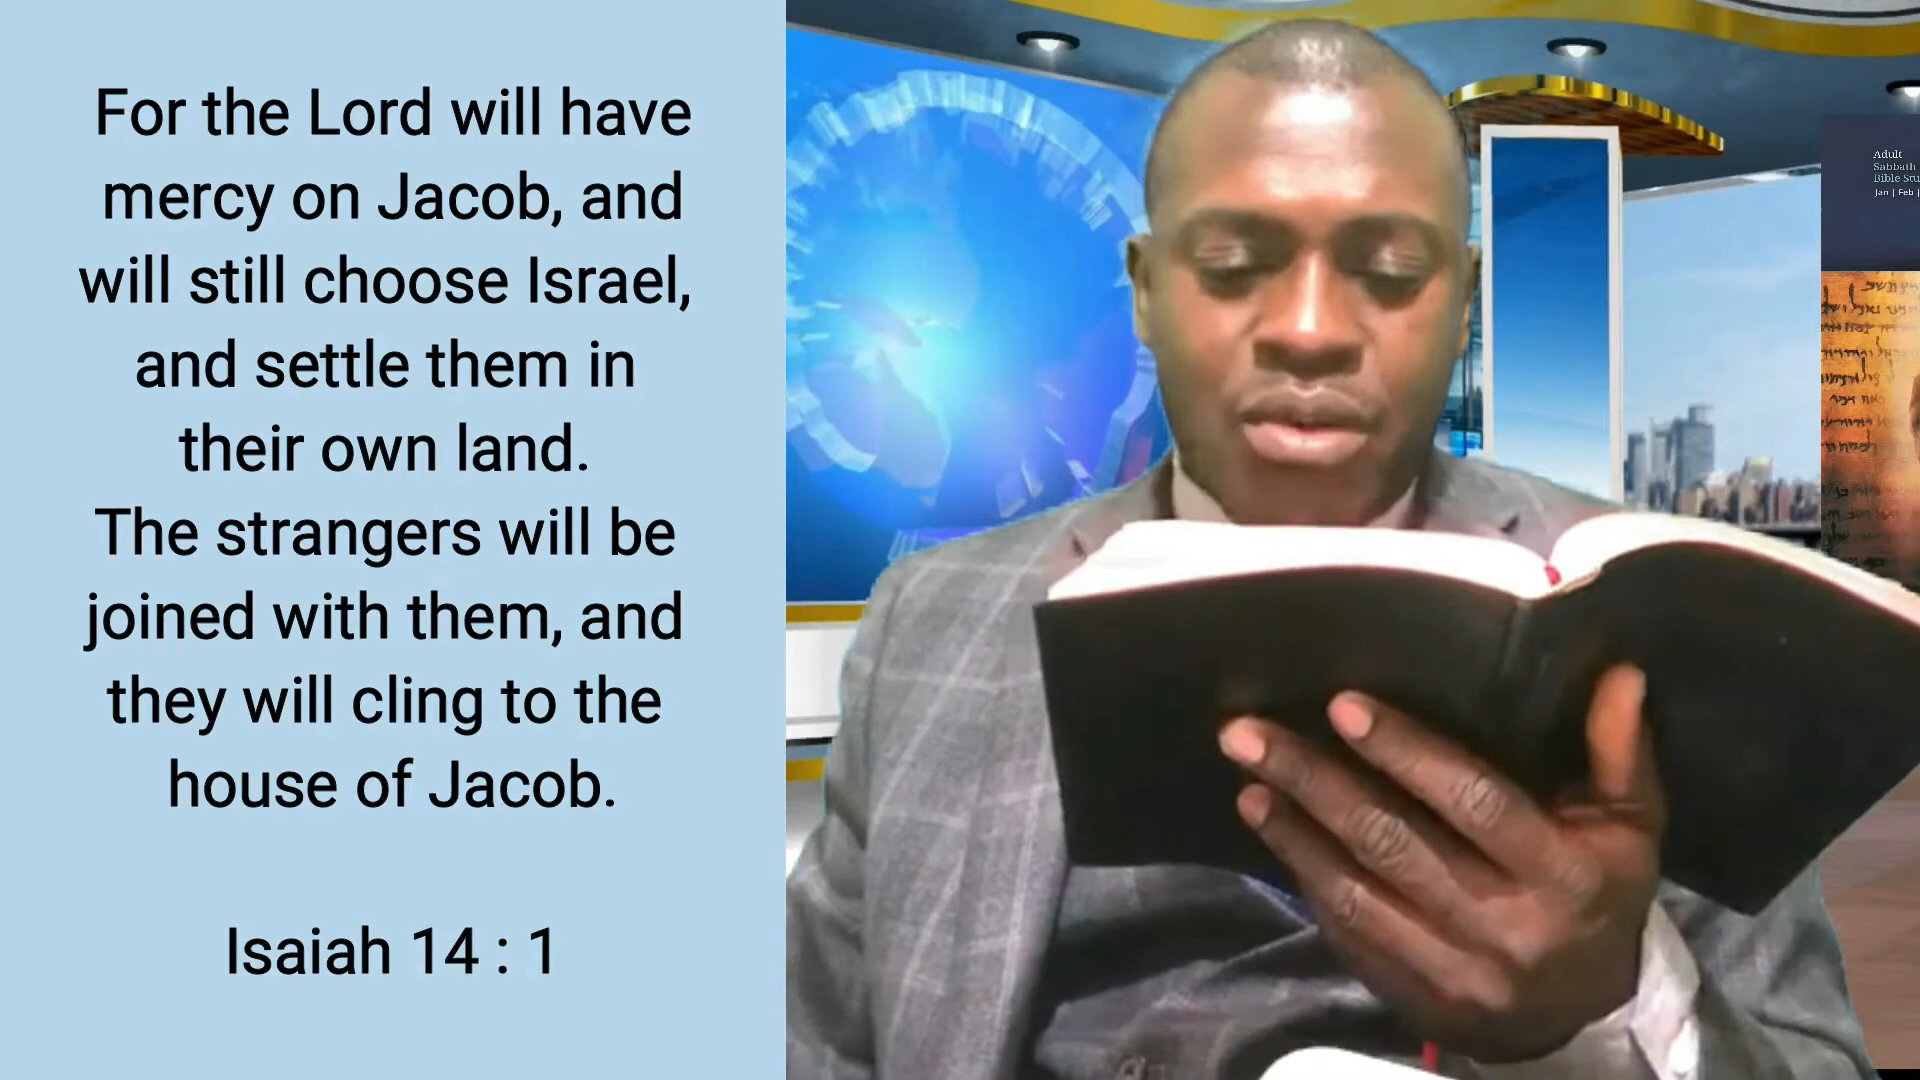 For the Lord will have
mercy on Jacob, and
will still choose Israel,
and settle them in
their own land.
The strangers will be
joined with them, and
they will cling to the
house of Jacob.
Isaiah 14 : 1
Adult
Sabbath
Bible
Jan | Feb |